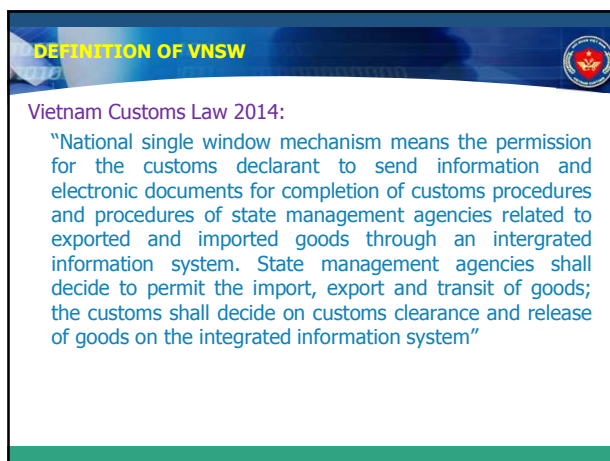 DEFINITION OF VNSW
Vietnam Customs Law 2014:
“National single window mechanism means the permission
for the customs declarant to send information and
electronic documents for completion of customs procedures
and procedures of state management agencies related to
exported and imported goods through an intergrated
information system. State management agencies shall
decide to permit the import, export and transit of goods;
the customs shall decide on customs clearance and release
of goods on the integrated information system”